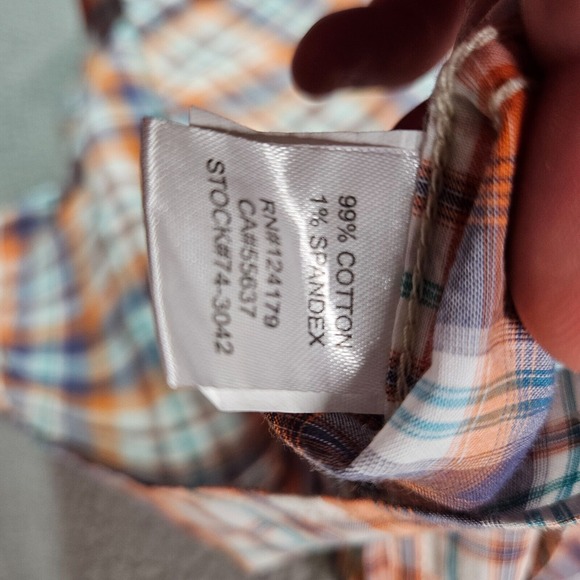 99% COTTON
1% SPANDEX
RN#124179
CA#55637
STOCK#74-3042